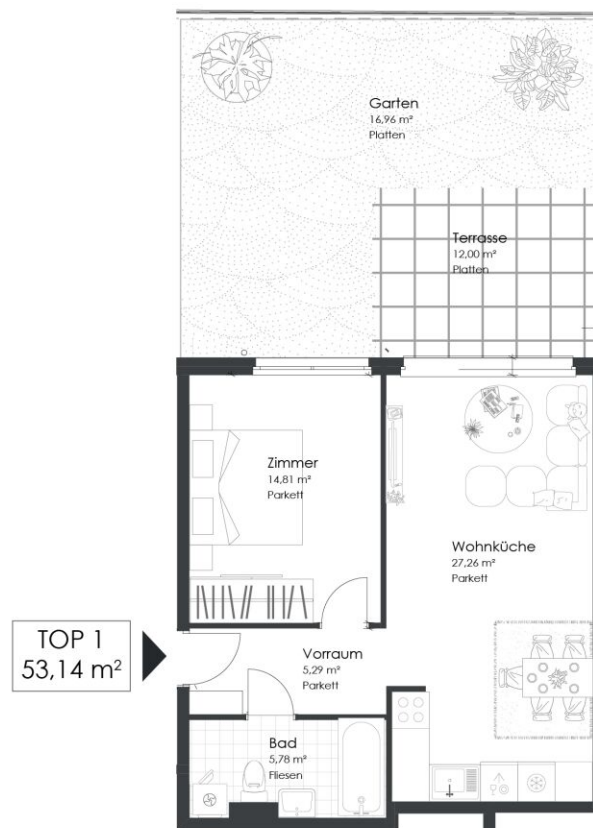 Garten
16,96 m²
Platten
Terrasse
12,00 m²
Platten
Zimmer
14,81 m²
Parkett
Wohnküche
27,26 m²
Parkett
TOP 1
53,14 m²
Vorraum
5,29 m²
Parkett
Bad
5,78 m²
Fliesen